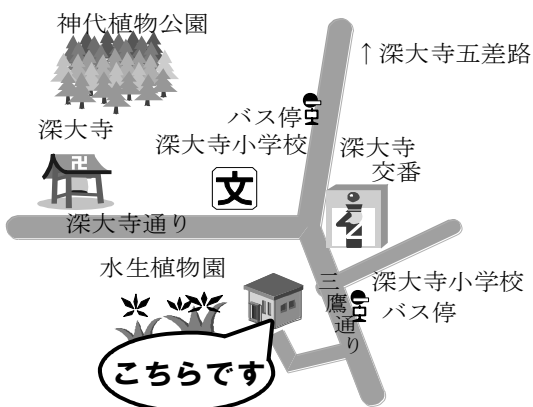 神代植物公園
↑深大寺五差路
バス停
深大寺小学校
深大寺
深大寺
交番
卍
文
深大寺通り
水生植物園
三鷹通り
深大寺小学校
バス停
こちらです